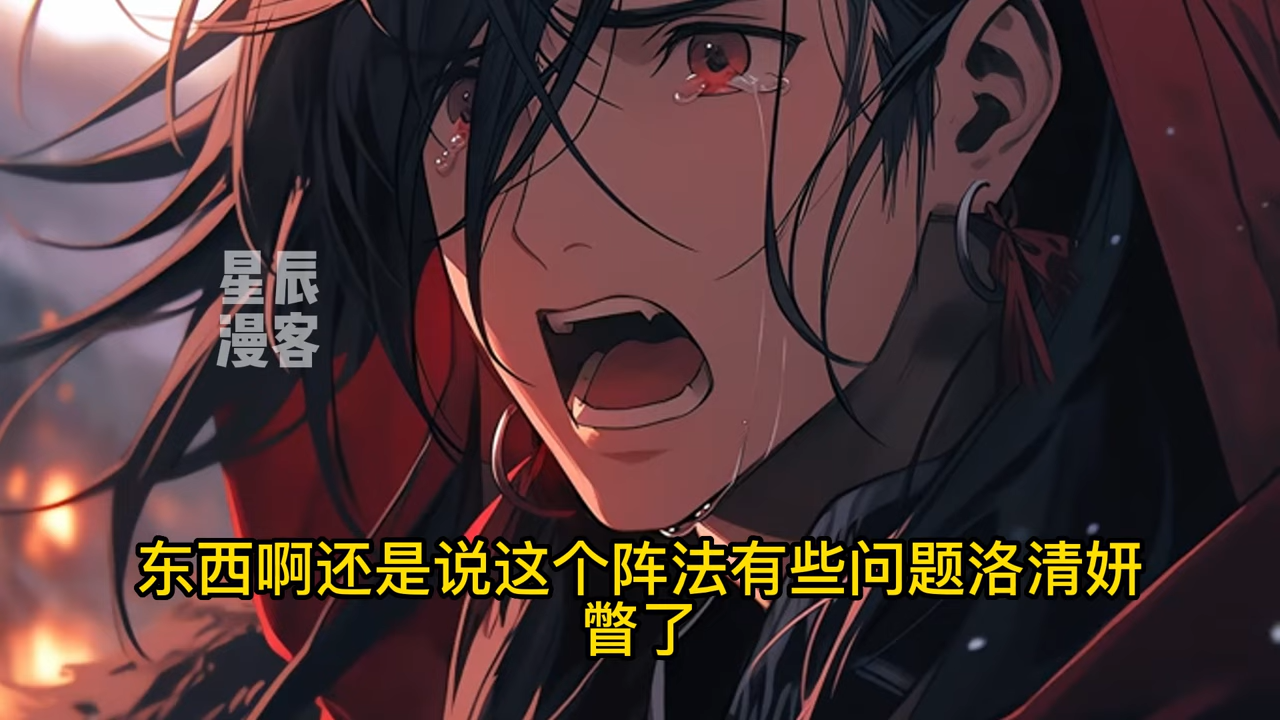 星辰
漫客
东西啊还是说这个阵法有些问题洛清妍
瞥了